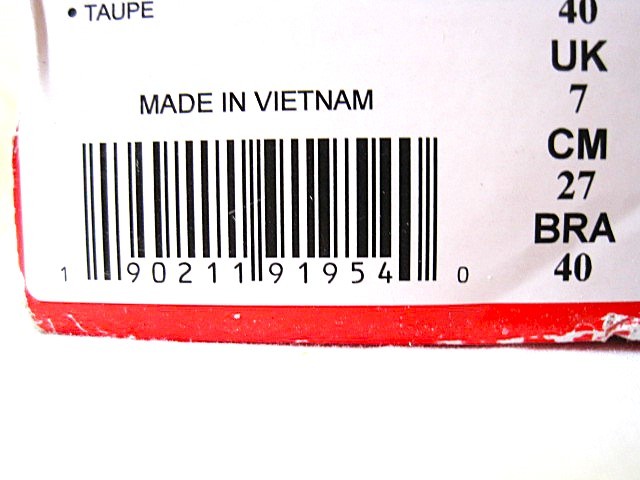 • TAUPE
MADE IN VIETNAM
1 90211 91954 0
40
UK
7
CM
27
BRA
40